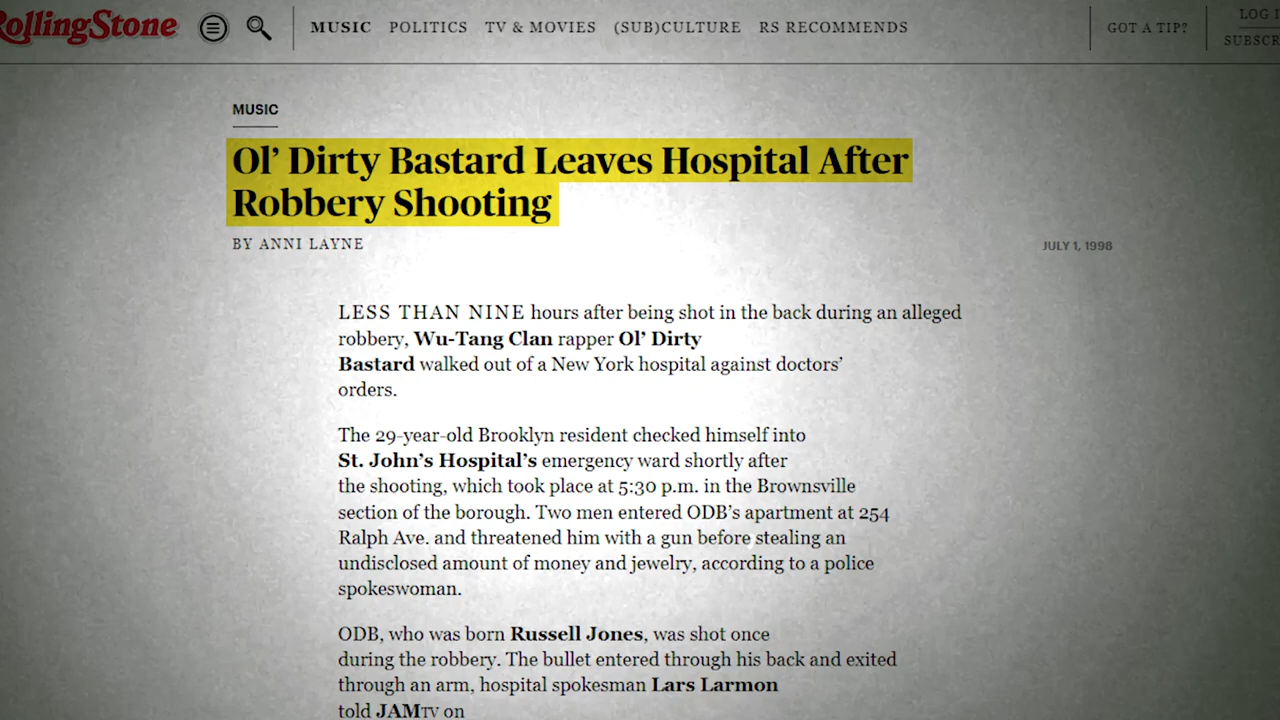 RollingStone
MUSIC POLITICS TV & MOVIES (SUB)CULTURE RS RECOMMENDS
GOT A TIP?
LOG
SUBSCR
MUSIC
Ol’ Dirty Bastard Leaves Hospital After
Robbery Shooting
BY ANNI LAYNE
JULY 1, 1998
LESS THAN NINE hours after being shot in the back during an alleged
robbery, Wu-Tang Clan rapper Ol’ Dirty
Bastard walked out of a New York hospital against doctors’
orders.
The 29-year-old Brooklyn resident checked himself into
St. John’s Hospital’s emergency ward shortly after
the shooting, which took place at 5:30 p.m. in the Brownsville
section of the borough. Two men entered ODB’s apartment at 254
Ralph Ave. and threatened him with a gun before stealing an
undisclosed amount of money and jewelry, according to a police
spokeswoman.
ODB, who was born Russell Jones, was shot once
during the robbery. The bullet entered through his back and exited
through an arm, hospital spokesman Lars Larmon
told JAMTV on